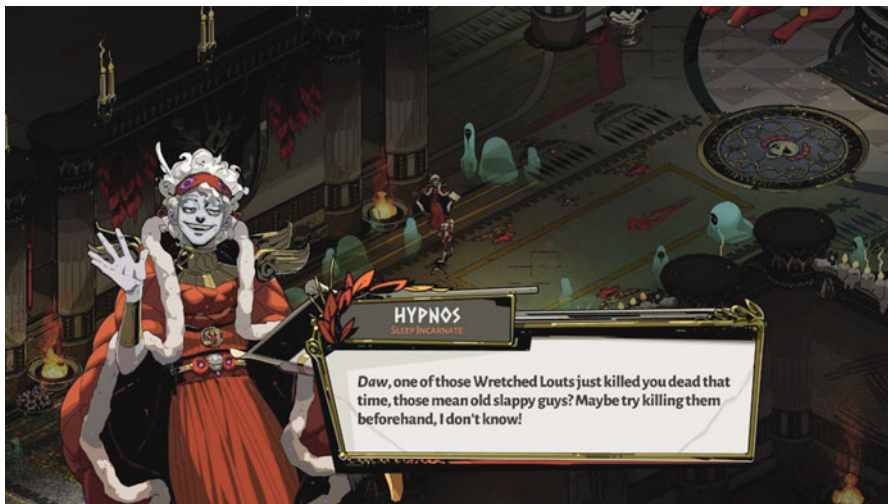 HYPNOS
SLEEP INCARNATE
Daw, one of those Wretched Louts just killed you dead that
time, those mean old slappy guys? Maybe try killing them
beforehand, I don't know!